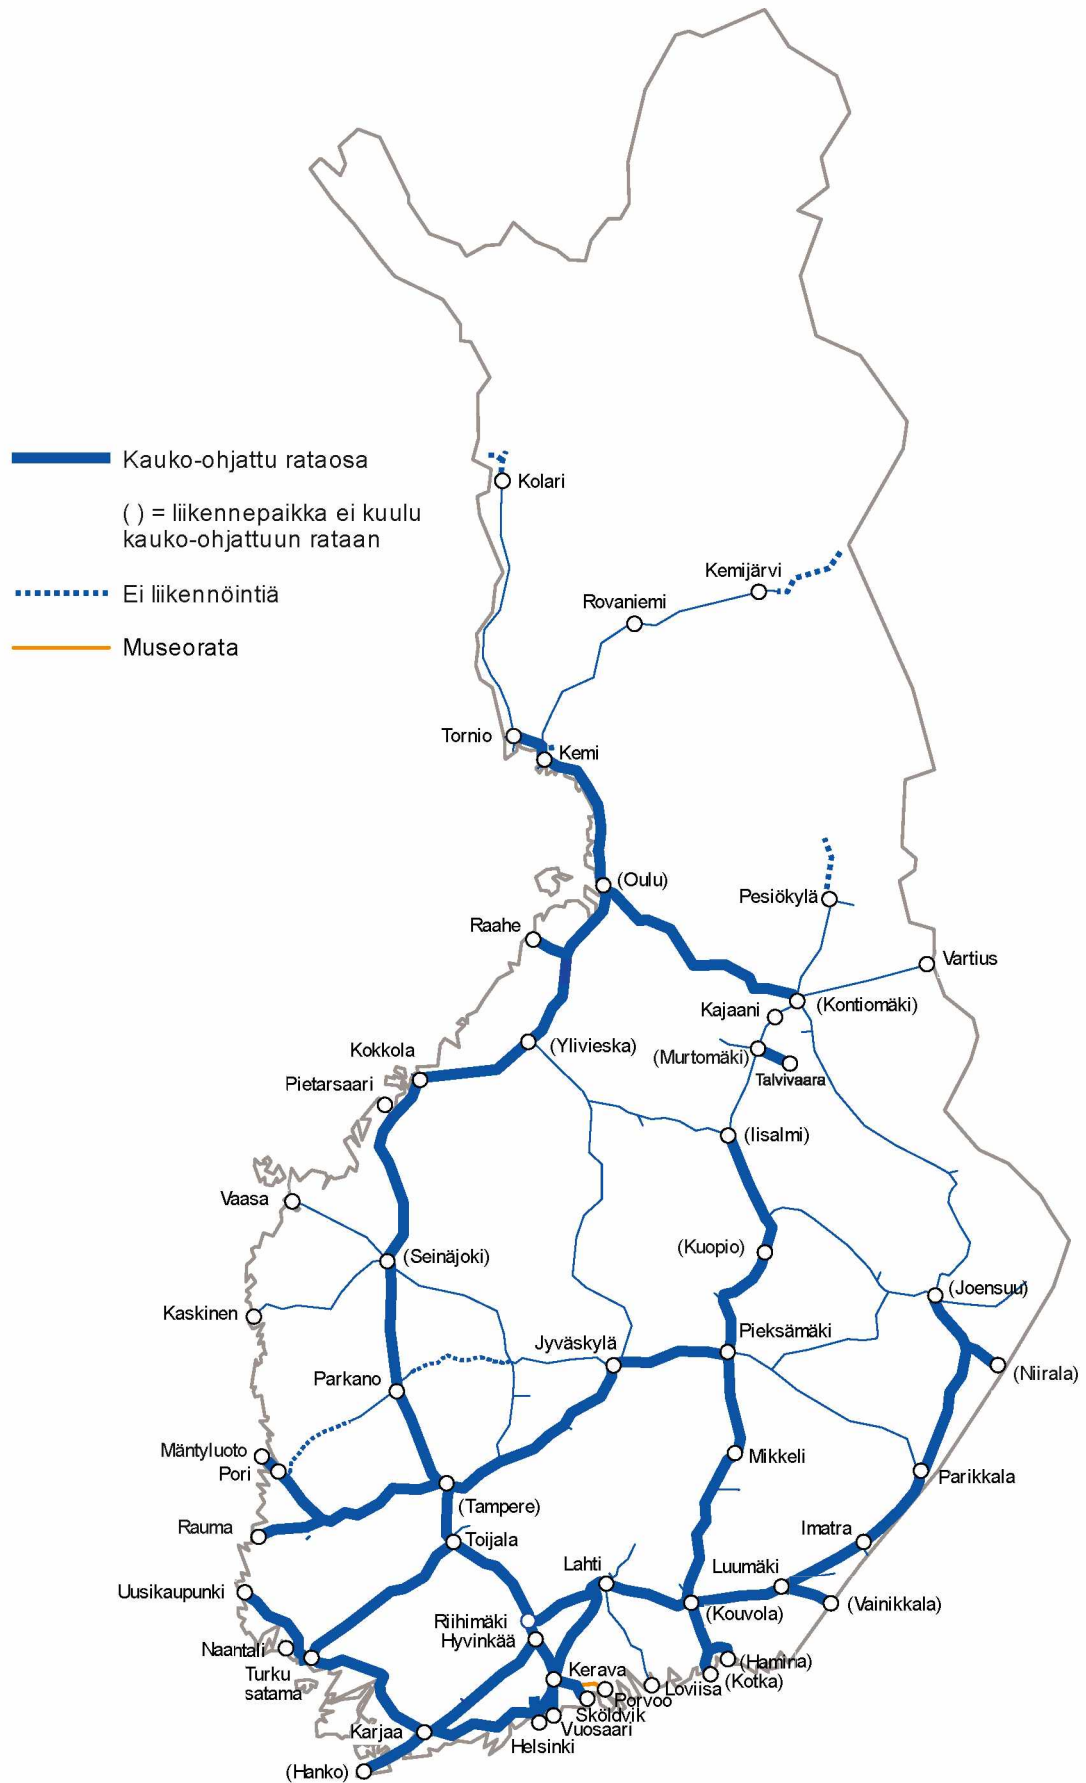 Kauko-ohjattu rataosa
( ) = liikennepaikka ei kuulu
kauko-ohjattuun rataan
Ei liikennöintiä
Museorata
Kolari
Kemijärvi
Rovaniemi
Tornio
Kemi
(Oulu)
Pesiökylä
Raahe
Vartius
(Kontiomäki)
Kajaani
(Ylivieska)
(Murtomäki)
Kokkola
Talvivaara
Pietarsaari
(Iisalmi)
Vaasa
(Kuopio)
(Seinäjoki)
(Joensuu)
Kaskinen
Pieksämäki
Jyväskylä
(Niirala)
Parkano
Mäntyluoto
Mikkeli
Pori
Parikkala
(Tampere)
Rauma
Imatra
Toijala
Lahti
Luumäki
Uusikaupunki
(Vainikkala)
(Kouvola)
Riihimäki
Hyvinkää
Naantali
(Hamina)
Turku
satama
Kerava
(Kotka)
Loviisa
Porvoo
Sköldvik
Vuosaari
Karjaa
Helsinki
(Hanko)